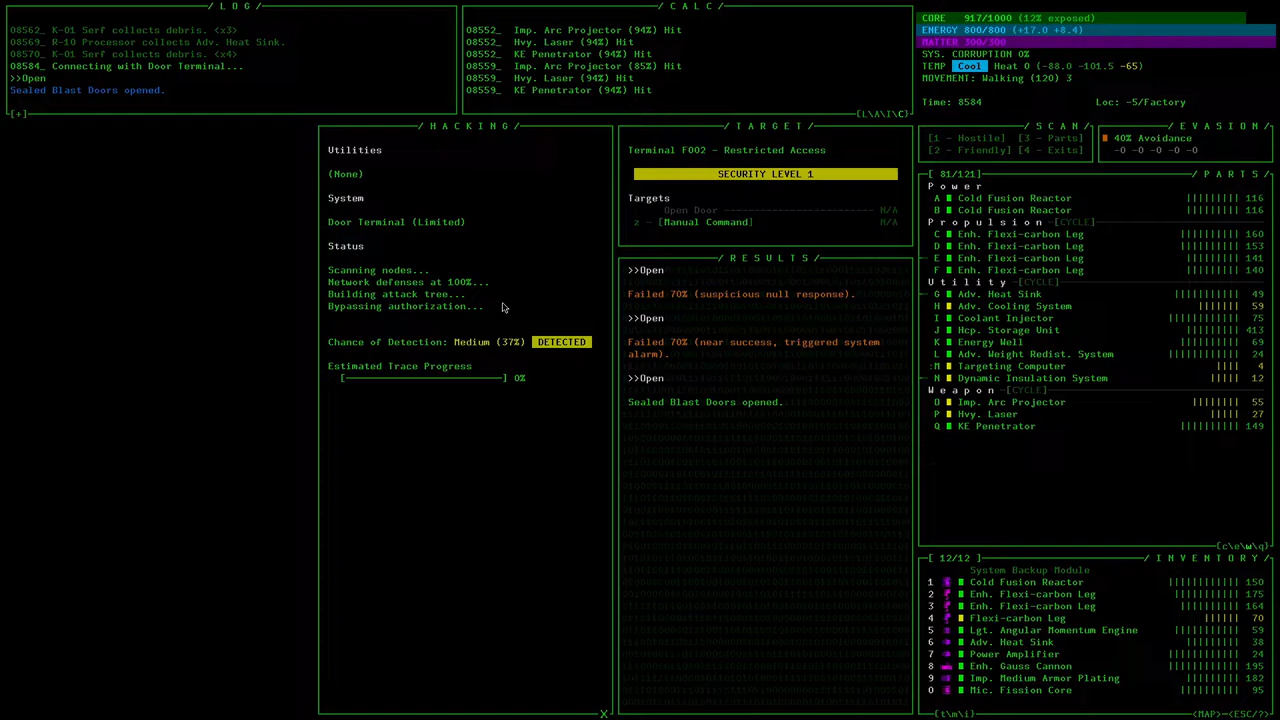 / L O G /
08562_ K-01 Serf collects debris. <x3>
08569_ R-10 Processor collects Adv. Heat Sink.
08570_ K-01 Serf collects debris. <x4>
08584_ Connecting with Door Terminal...
>>Open
Sealed Blast Doors opened.
[+]
/ C A L C /
08552_ Imp. Arc Projector (94%) Hit
08552_ Hvy. Laser (94%) Hit
08552_ KE Penetrator (94%) Hit
08559_ Imp. Arc Projector (85%) Hit
08559_ Hvy. Laser (94%) Hit
08559_ KE Penetrator (94%) Hit
(L\A\I\C)
CORE 917/1000 (12% exposed)
ENERGY 800/800 (+17.0 +8.4)
MATTER 300/300
SYS. CORRUPTION 0%
TEMP Cool Heat 0 (-88.0 -101.5 -65)
MOVEMENT: Walking (120) 3
Time: 8584 Loc: -5/Factory
/ S C A N /
[1 - Hostile] [3 - Parts]
[2 - Friendly] [4 - Exits]
/ E V A S I O N /
40% Avoidance
-0 -0 -0 -0 -0
/ H A C K I N G /
Utilities
(None)
System
Door Terminal (Limited)
Status
Scanning nodes...
Network defenses at 100%...
Building attack tree...
Bypassing authorization...
Chance of Detection: Medium (37%) DETECTED
Estimated Trace Progress
[ ] 0%
X
/ T A R G E T /
Terminal F002 - Restricted Access
SECURITY LEVEL 1
Targets
Open Door N/A
2 - [Manual Command] N/A
/ R E S U L T S /
>>Open
Failed 70% (suspicious null response).
>>Open
Failed 70% (near success, triggered system
alarm).
>>Open
Sealed Blast Doors opened.
[ 81/121 ] / P A R T S /
P o w e r
A Cold Fusion Reactor 116
B Cold Fusion Reactor 116
P r o p u l s i o n [CYCLE]
C Enh. Flexi-carbon Leg 160
D Enh. Flexi-carbon Leg 153
E Enh. Flexi-carbon Leg 141
F Enh. Flexi-carbon Leg 140
U t i l i t y [CYCLE]
G Adv. Heat Sink 49
H Adv. Cooling System 59
I Coolant Injector 75
J Hcp. Storage Unit 413
K Energy Well 69
L Adv. Weight Redist. System 24
:M Targeting Computer 4
N Dynamic Insulation System 12
W e a p o n [CYCLE]
O Imp. Arc Projector 55
P Hvy. Laser 27
Q KE Penetrator 149
[c\e\w\q]
[ 12/12 ] / I N V E N T O R Y /
System Backup Module
1 Cold Fusion Reactor 150
2 Enh. Flexi-carbon Leg 175
3 Enh. Flexi-carbon Leg 164
4 Flexi-carbon Leg 70
5 Lgt. Angular Momentum Engine 59
6 Adv. Heat Sink 38
7 Power Amplifier 24
8 Enh. Gauss Cannon 195
9 Imp. Medium Armor Plating 182
0 Mic. Fission Core 95
[t\m\i] <MAP> <ESC/?>